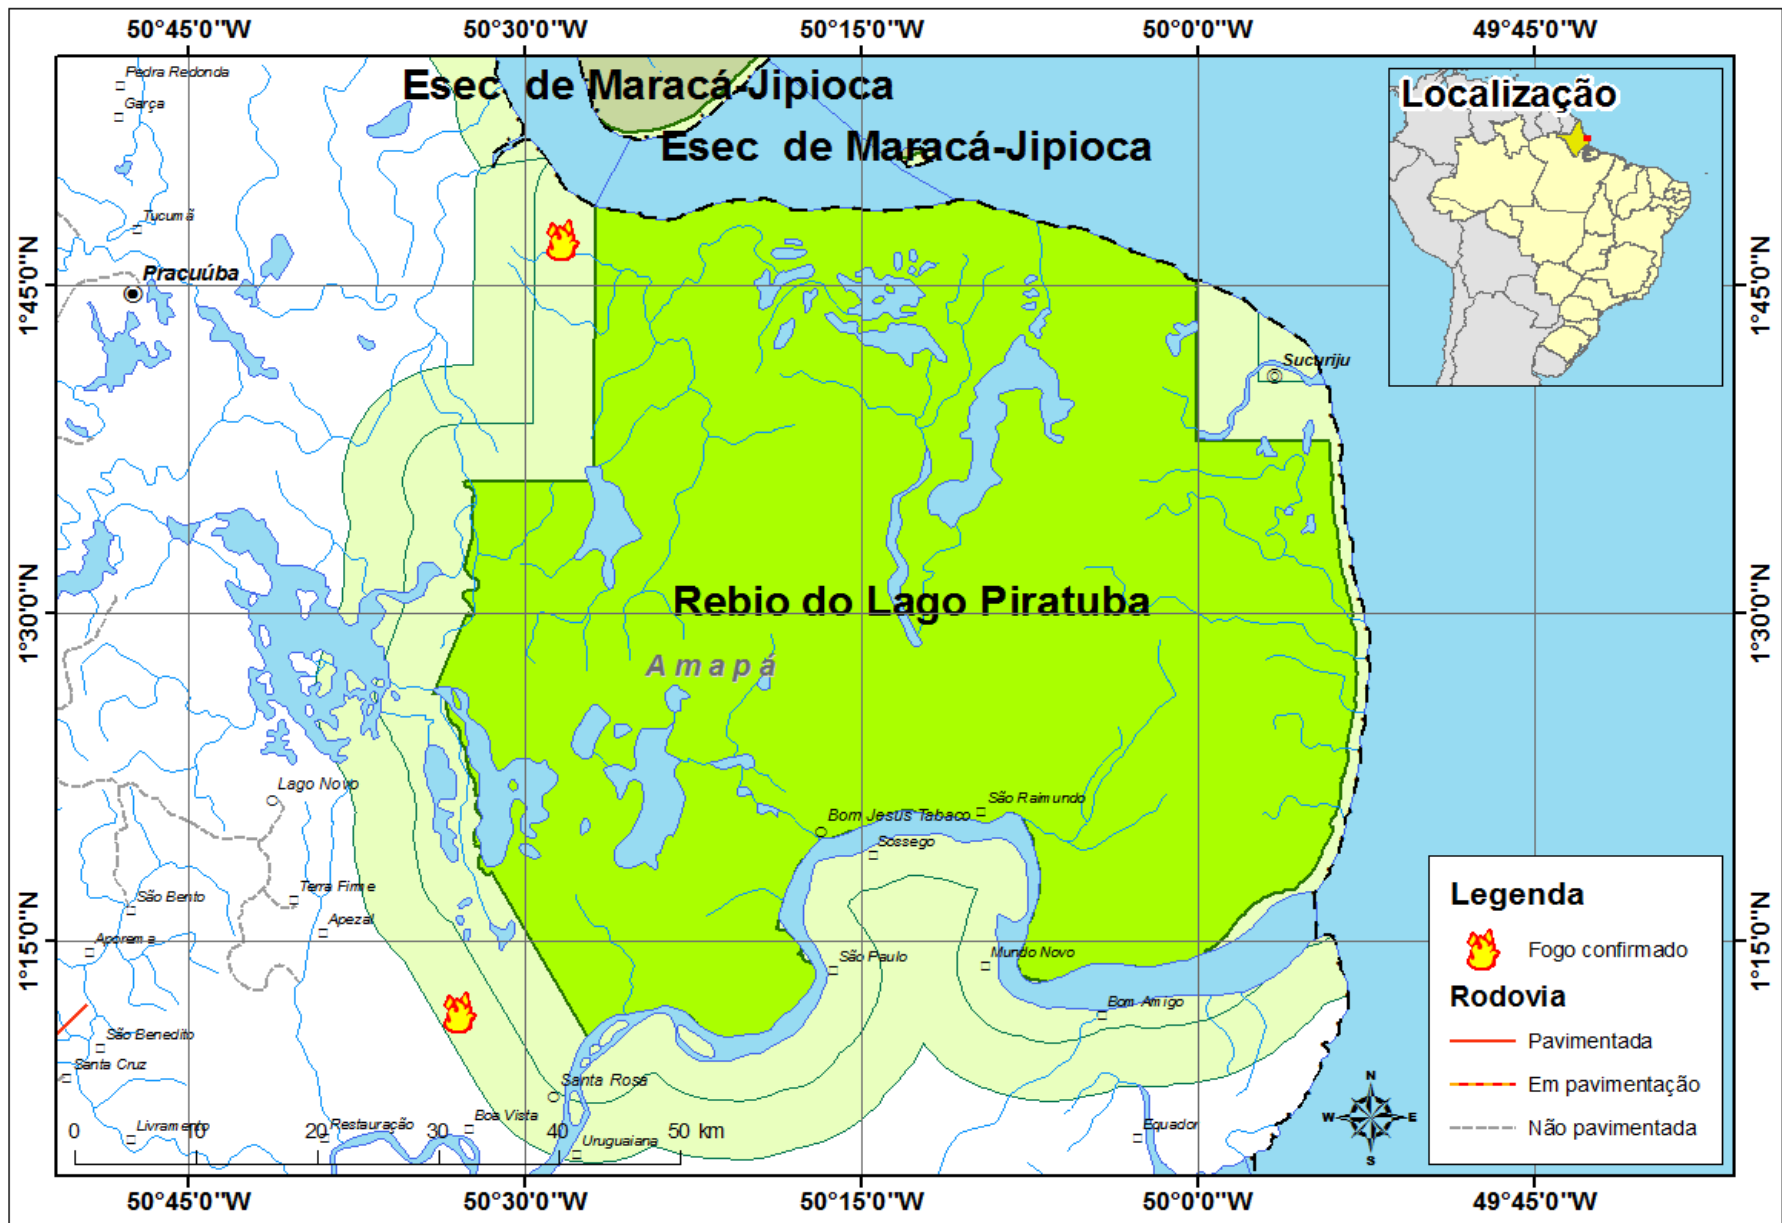 50°45'0"W 50°30'0"W 50°15'0"W 50°0'0"W 49°45'0"W
Pedra Redonda
Garça
Esec de Maracá-Jipioca
Esec de Maracá-Jipioca
Localização
Tucumã
Pracuúba
1°45'0"N
1°45'0"N
Sucuriju
1°30'0"N
Rebio do Lago Piratuba
1°30'0"N
Amapá
Lago Novo
São Raimundo
Bom Jesus Tabaco
Sossego
São Bento
Terra Firme
Apezal
Aporema
1°15'0"N
São Paulo
Mundo Novo
1°15'0"N
Bom Amigo
São Benedito
Santa Cruz
Santa Rosa
Boa Vista
Livramento
Restauração
Uruguaiana
Equador
0 10 20 30 40 50 km
Legenda
Fogo confirmado
Rodovia
Pavimentada
Em pavimentação
Não pavimentada
N
W E
S
50°45'0"W 50°30'0"W 50°15'0"W 50°0'0"W 49°45'0"W